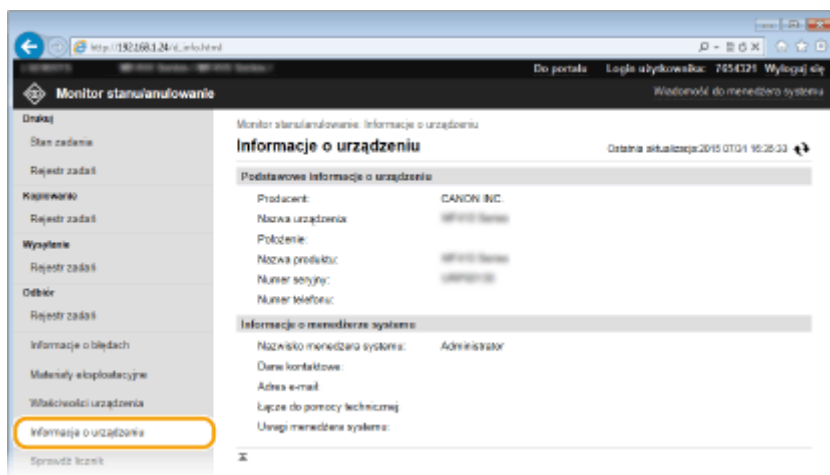 http://192.168.1.24/d_info.html
Do portalu Login użytkownika: 7654321 Wyloguj się
Monitor stanu/anulowanie Wiadomość do menedżera systemu
Drukuj
Stan zadania
Rejestr zadań
Kopiowanie
Rejestr zadań
Wysyłanie
Rejestr zadań
Odbiór
Rejestr zadań
Informacje o błędach
Materiały eksploatacyjne
Właściwości urządzenia
Informacje o urządzeniu
Sprawdź licznik
Monitor stanu/anulowanie: Informacje o urządzeniu
Informacje o urządzeniu Ostatnia aktualizacja:2015 07/31 16:26:33
Podstawowe informacje o urządzeniu
Producent: CANON INC.
Nazwa urządzenia:
Położenie:
Nazwa produktu:
Numer seryjny:
Numer telefonu:
Informacje o menedżerze systemu
Nazwisko menedżera systemu: Administrator
Dane kontaktowe:
Adres e-mail:
Łącze do pomocy technicznej:
Uwagi menedżera systemu: